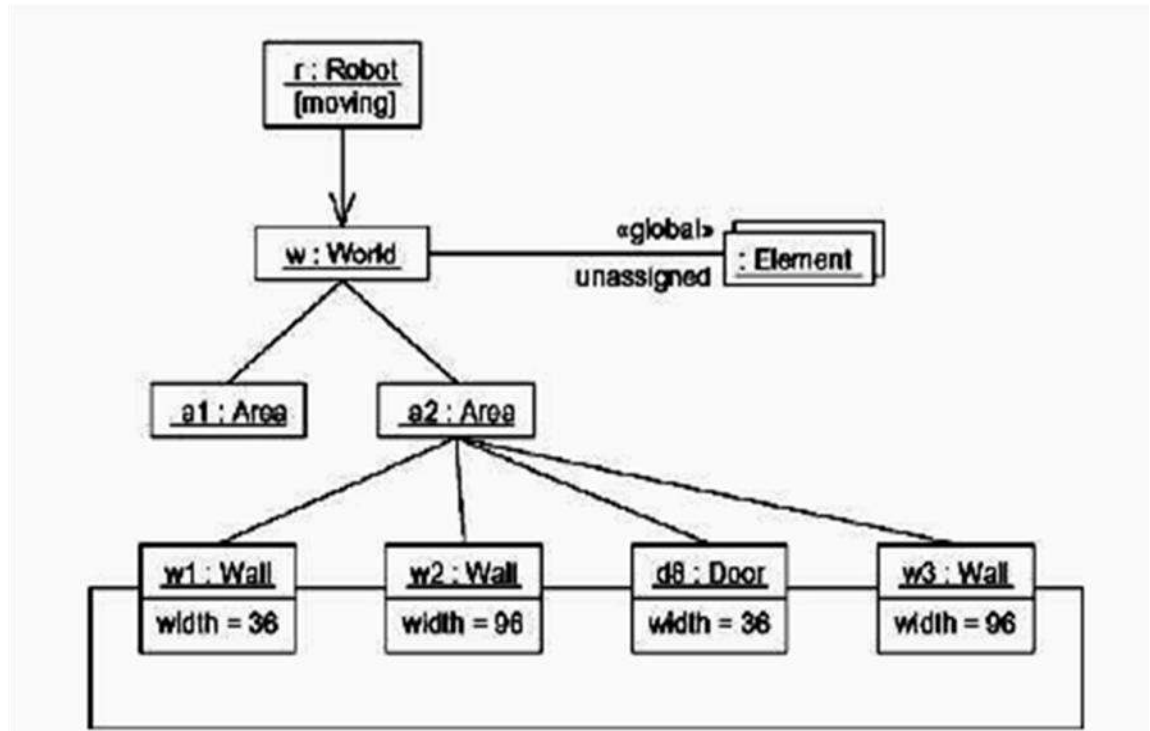 r : Robot
[moving]
w : World
«global»
unassigned
: Element
a1 : Area
a2 : Area
w1 : Wall
width = 36
w2 : Wall
width = 96
d8 : Door
width = 36
w3 : Wall
width = 96